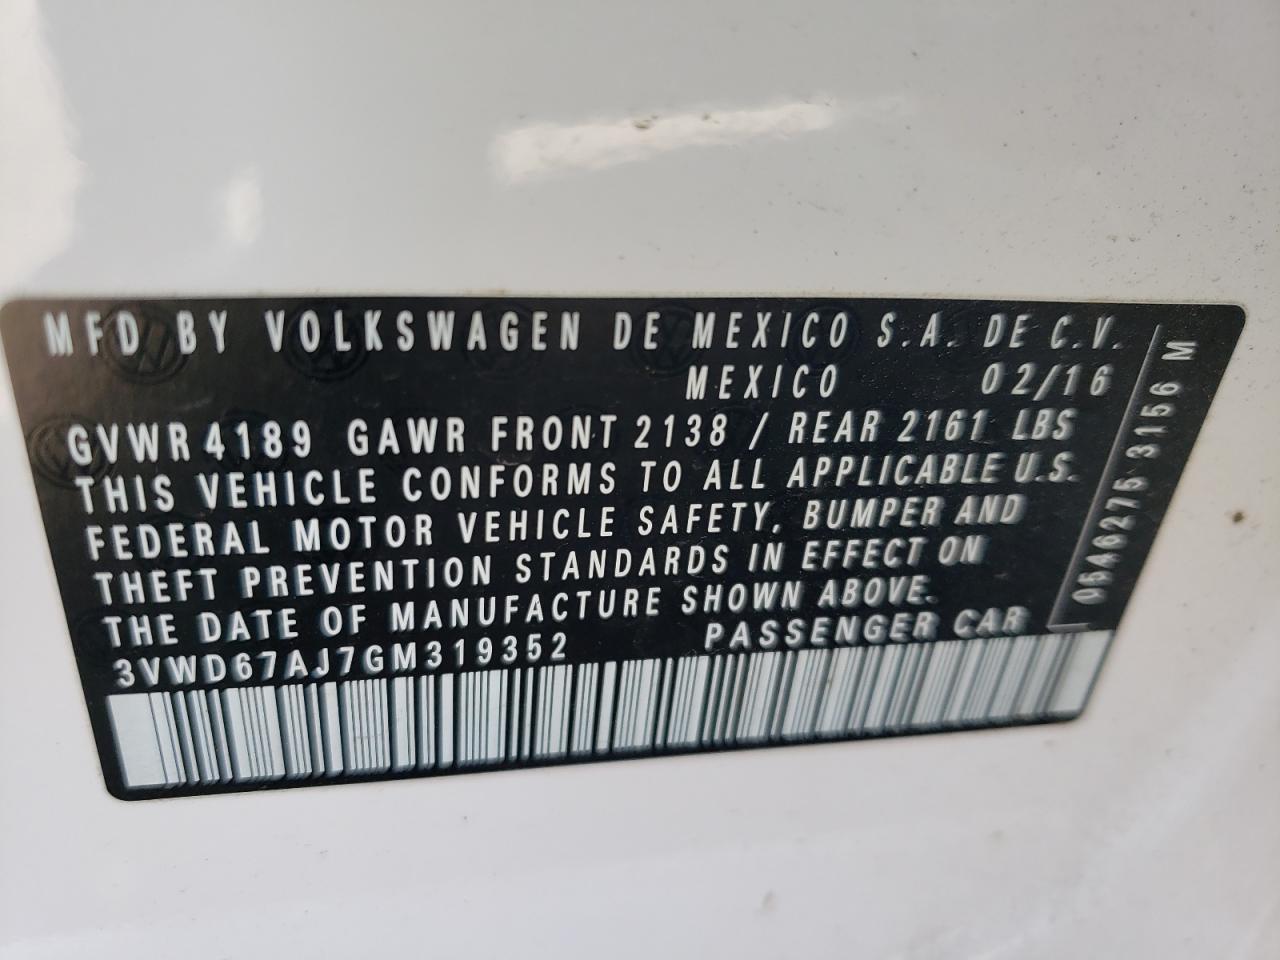 MFD BY VOLKSWAGEN DE MEXICO S.A. DE C.V.
MEXICO 02/16
GVWR 4189 GAWR FRONT 2138 / REAR 2161 LBS
THIS VEHICLE CONFORMS TO ALL APPLICABLE U.S.
FEDERAL MOTOR VEHICLE SAFETY, BUMPER AND
THEFT PREVENTION STANDARDS IN EFFECT ON
THE DATE OF MANUFACTURE SHOWN ABOVE.
3VWD67AJ7GM319352 PASSENGER CAR
0546275 3156 M